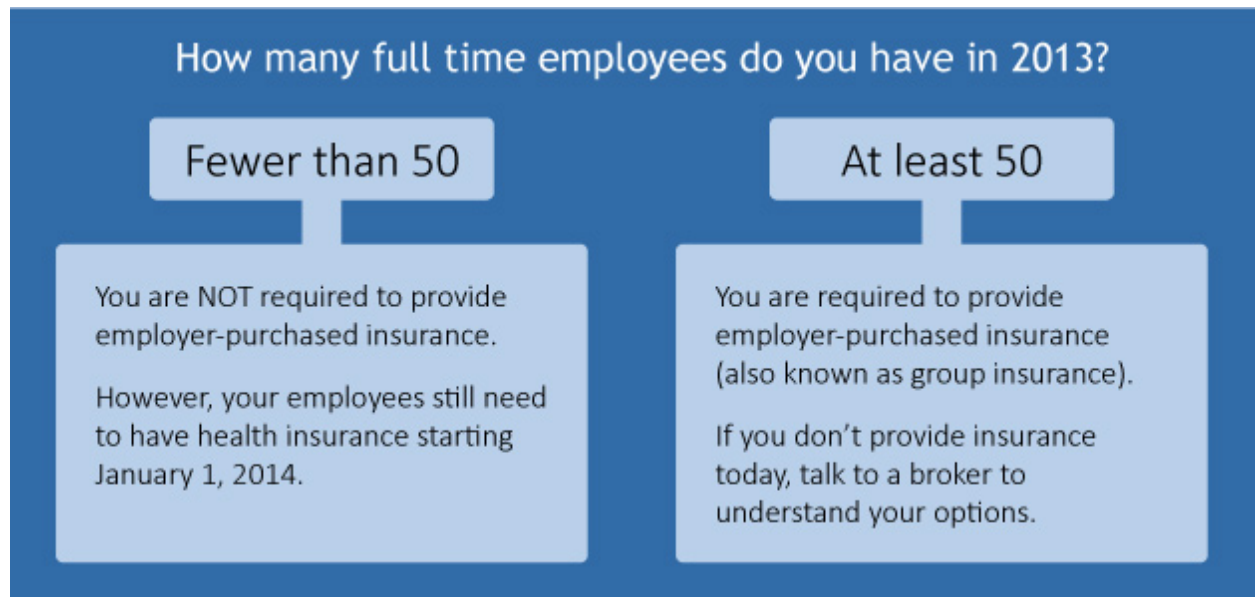 How many full time employees do you have in 2013?
Fewer than 50
You are NOT required to provide
employer-purchased insurance.
However, your employees still need
to have health insurance starting
January 1, 2014.
At least 50
You are required to provide
employer-purchased insurance
(also known as group insurance).
If you don’t provide insurance
today, talk to a broker to
understand your options.